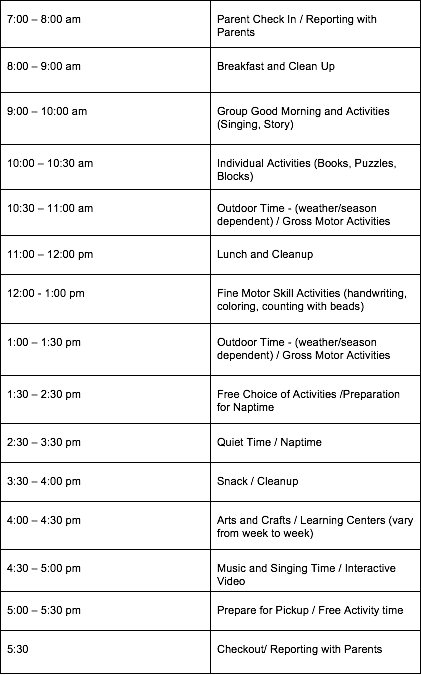 7:00 – 8:00 am
Parent Check In / Reporting with
Parents
8:00 – 9:00 am
Breakfast and Clean Up
9:00 – 10:00 am
Group Good Morning and Activities
(Singing, Story)
10:00 – 10:30 am
Individual Activities (Books, Puzzles,
Blocks)
10:30 – 11:00 am
Outdoor Time - (weather/season
dependent) / Gross Motor Activities
11:00 – 12:00 pm
Lunch and Cleanup
12:00 - 1:00 pm
Fine Motor Skill Activities (handwriting,
coloring, counting with beads)
1:00 – 1:30 pm
Outdoor Time - (weather/season
dependent) / Gross Motor Activities
1:30 – 2:30 pm
Free Choice of Activities /Preparation
for Naptime
2:30 – 3:30 pm
Quiet Time / Naptime
3:30 – 4:00 pm
Snack / Cleanup
4:00 – 4:30 pm
Arts and Crafts / Learning Centers (vary
from week to week)
4:30 – 5:00 pm
Music and Singing Time / Interactive
Video
5:00 – 5:30 pm
Prepare for Pickup / Free Activity time
5:30
Checkout/ Reporting with Parents